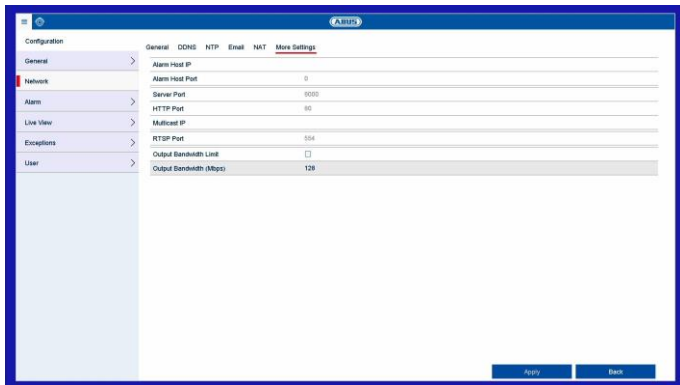 ABUS
Configuration
General DDNS NTP Email NAT More Settings
General
Network
Alarm
Live View
Exceptions
User
Alarm Host IP
Alarm Host Port 0
Server Port 8000
HTTP Port 80
Multicast IP
RTSP Port 554
Output Bandwidth Limit
Output Bandwidth (Mbps) 128
Apply Back